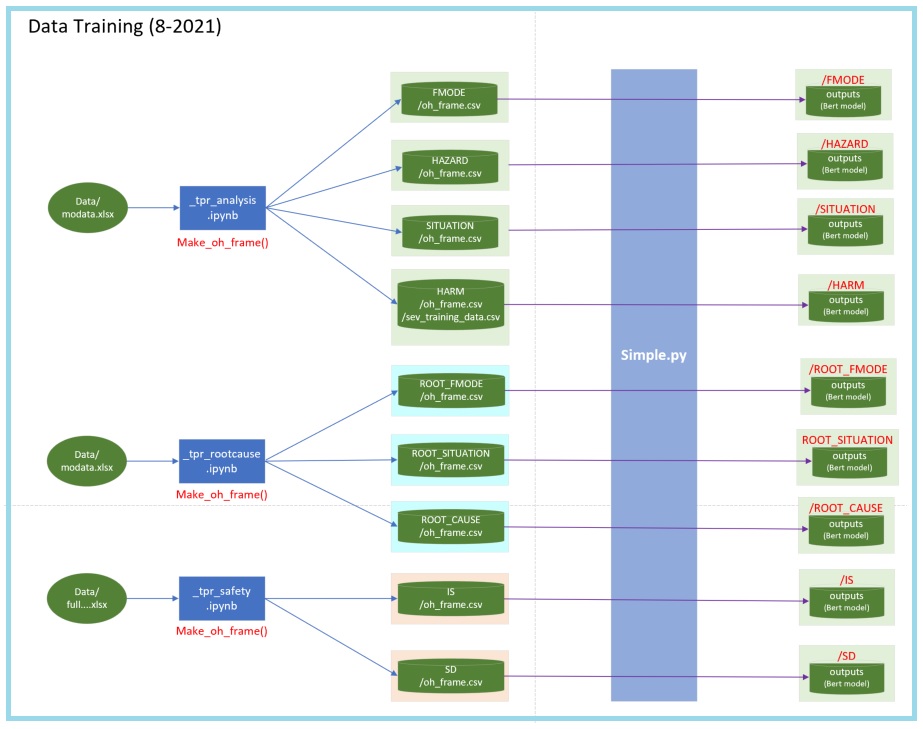 Data Training (8-2021)
Data/
modata.xlsx
_tpr_analysis
.ipynb
Make_oh_frame()
FMODE
/oh_frame.csv
HAZARD
/oh_frame.csv
SITUATION
/oh_frame.csv
HARM
/oh_frame.csv
/sev_training_data.csv
Data/
modata.xlsx
_tpr_rootcause
.ipynb
Make_oh_frame()
ROOT_FMODE
/oh_frame.csv
ROOT_SITUATION
/oh_frame.csv
ROOT_CAUSE
/oh_frame.csv
Data/
full....xlsx
_tpr_safety
.ipynb
Make_oh_frame()
IS
/oh_frame.csv
SD
/oh_frame.csv
Simple.py
/FMODE
outputs
(Bert model)
/HAZARD
outputs
(Bert model)
/SITUATION
outputs
(Bert model)
/HARM
outputs
(Bert model)
/ROOT_FMODE
outputs
(Bert model)
ROOT_SITUATION
outputs
(Bert model)
/ROOT_CAUSE
outputs
(Bert model)
/IS
outputs
(Bert model)
/SD
outputs
(Bert model)